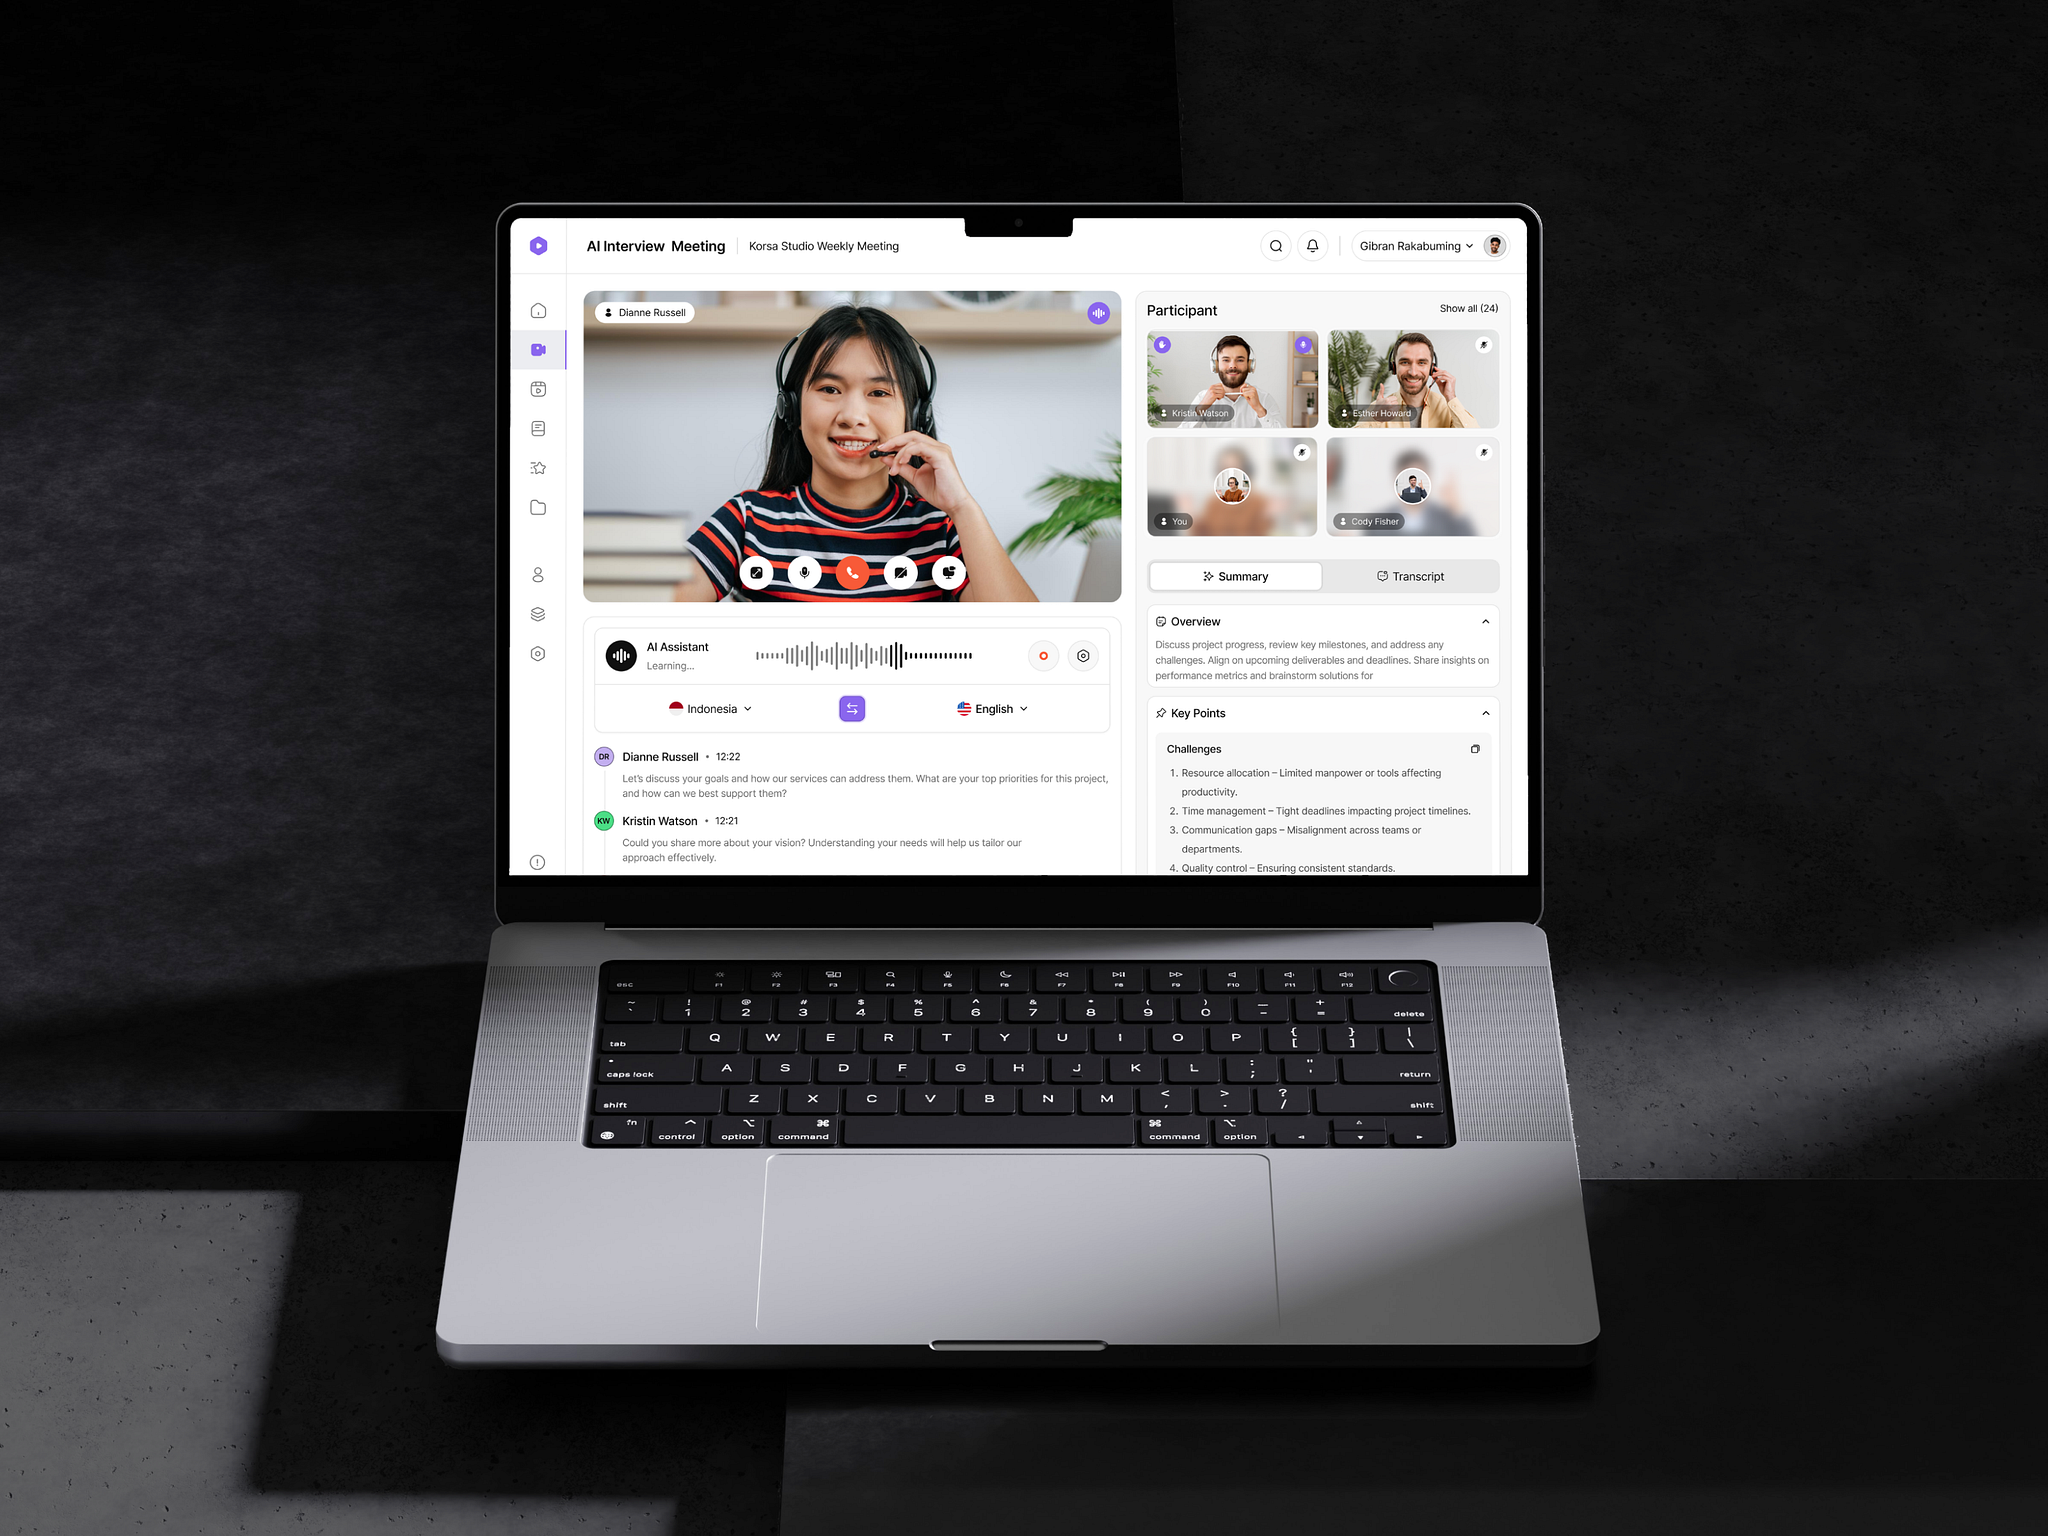 AI Interview Meeting
Korsa Studio Weekly Meeting
Gibran Rakabuming
Dianne Russell
Participant
Show all (24)
Kristin Watson
Esther Howard
You
Cody Fisher
Summary
Transcript
Overview
Discuss project progress, review key milestones, and address any
challenges. Align on upcoming deliverables and deadlines. Share insights on
performance metrics and brainstorm solutions for
Key Points
Challenges
1. Resource allocation – Limited manpower or tools affecting
productivity.
2. Time management – Tight deadlines impacting project timelines.
3. Communication gaps – Misalignment across teams or
departments.
4. Quality control – Ensuring consistent standards.
AI Assistant
Learning...
Indonesia
English
DR
Dianne Russell • 12:22
Let's discuss your goals and how our services can address them. What are your top priorities for this project,
and how can we best support them?
KW
Kristin Watson • 12:21
Could you share more about your vision? Understanding your needs will help us tailor our
approach effectively.
esc F1 F2 F3 F4 F5 F6 F7 F8 F9 F10 F11 F12
~ ! @ # $ % ^ & * ( ) — +
` 1 2 3 4 5 6 7 8 9 0 - = delete
tab Q W E R T Y U I O P { [ } ] | \
caps lock A S D F G H J K L : ; " ' return
shift Z X C V B N M < , > . ? / shift
fn control option command command option